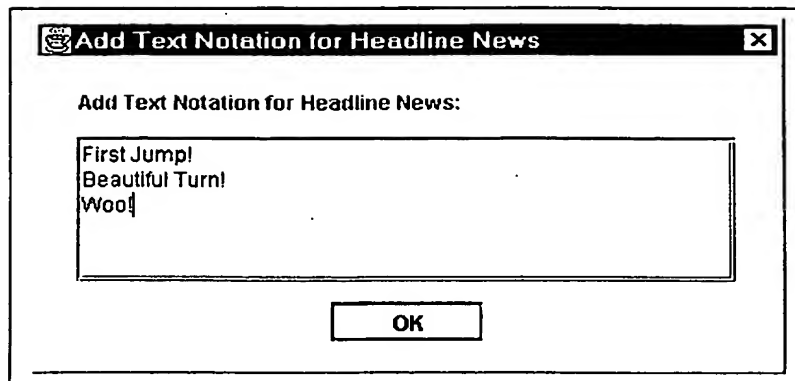 Add Text Notation for Headline News
Add Text Notation for Headline News:
First Jump!
Beautiful Turn!
Woo!
OK